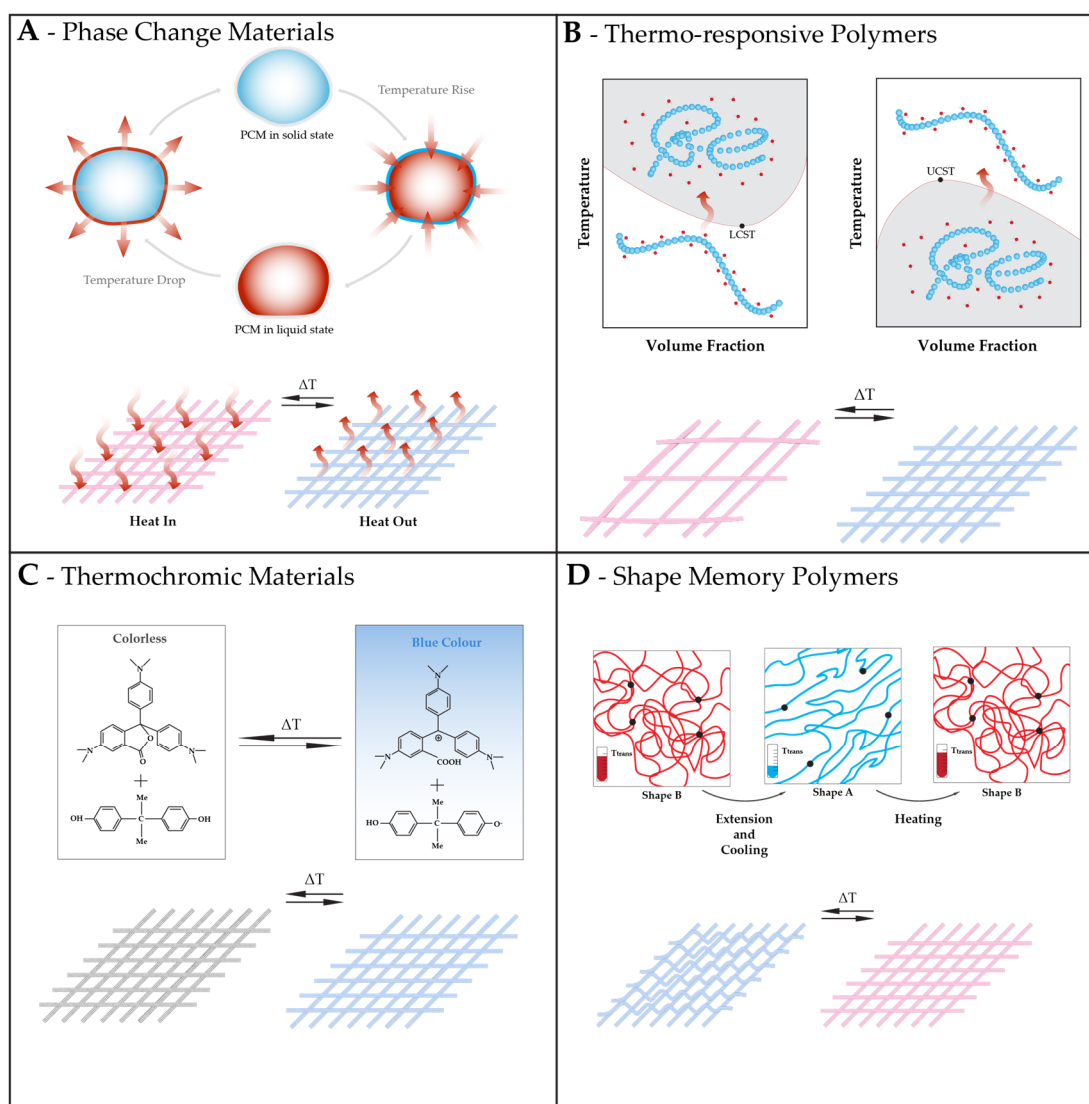 A - Phase Change Materials
PCM in solid state
Temperature Rise
Temperature Drop
PCM in liquid state
ΔT
Heat In
Heat Out
B - Thermo-responsive Polymers
Temperature
LCST
Volume Fraction
Temperature
UCST
Volume Fraction
ΔT
C - Thermochromic Materials
Colorless
N
N
O
N
O
+
Me
OH
C
OH
Me
ΔT
Blue Colour
N
⊕
N
COOH
N
+
Me
HO
C
O-
Me
ΔT
D - Shape Memory Polymers
Ttrans
Shape B
Ttrans
Shape A
Ttrans
Shape B
Extension
and
Cooling
Heating
ΔT